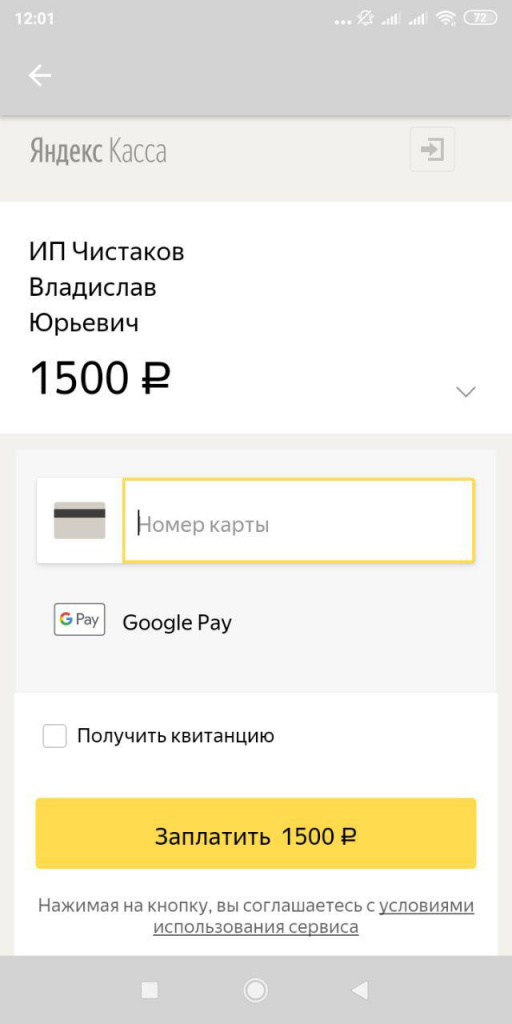 12:01
72
Яндекс Касса
ИП Чистаков
Владислав
Юрьевич
1500 ₽
Номер карты
G Pay
Google Pay
Получить квитанцию
Заплатить 1500 ₽
Нажимая на кнопку, вы соглашаетесь с условиями
использования сервиса